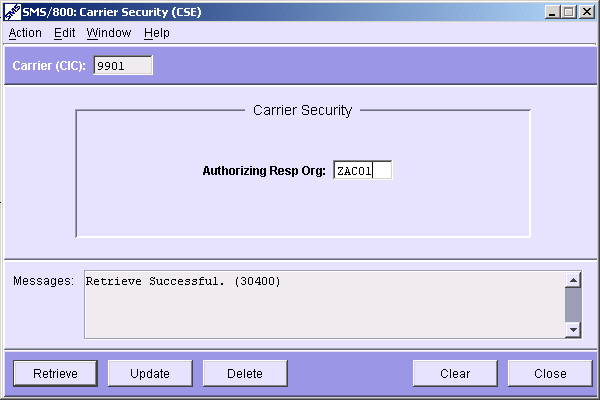 SMS SMS/800: Carrier Security (CSE)
Action Edit Window Help
Carrier (CIC): 9901
Carrier Security
Authorizing Resp Org: ZAC01
Messages: Retrieve Successful. (30400)
Retrieve Update Delete Clear Close